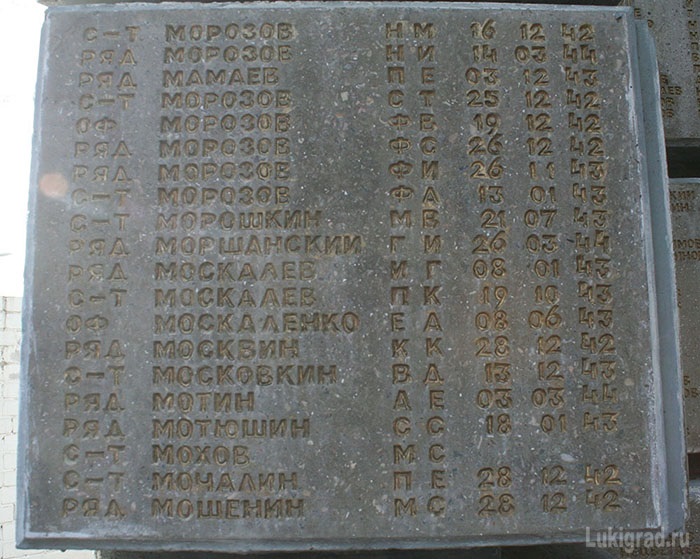 С-Т МОРОЗОВ Н М 16 12 42
РЯД МОРОЗОВ Н И 14 03 44
РЯД МАМАЕВ П Е 03 12 43
С-Т МОРОЗОВ С Т 25 12 42
ОФ МОРОЗОВ Ф Е 19 12 42
РЯД МОРОЗОВ Ф С 26 12 42
РЯД МОРОЗОВ Ф И 26 11 43
С-Т МОРОЗОВ Ф А 13 01 43
С-Т МОРОШКИН М Е 21 07 43
РЯД МОРШАНСКИЙ Г И 26 03 44
РЯД МОСКАЛЕВ И Г 08 01 43
С-Т МОСКАЛЕВ П К 19 10 43
ОФ МОСКАЛЕНКО Е А 08 06 43
РЯД МОСКВИН К К 28 12 42
С-Т МОСКОВКИН В Д 13 12 43
РЯД МОТИН А Е 03 03 44
РЯД МОТЮШИН С С 18 01 43
С-Т МОХОВ М С
С-Т МОЧАЛИН П Е 28 12 42
РЯД МОШЕНИН М С 28 12 42
Lukigrad.ru